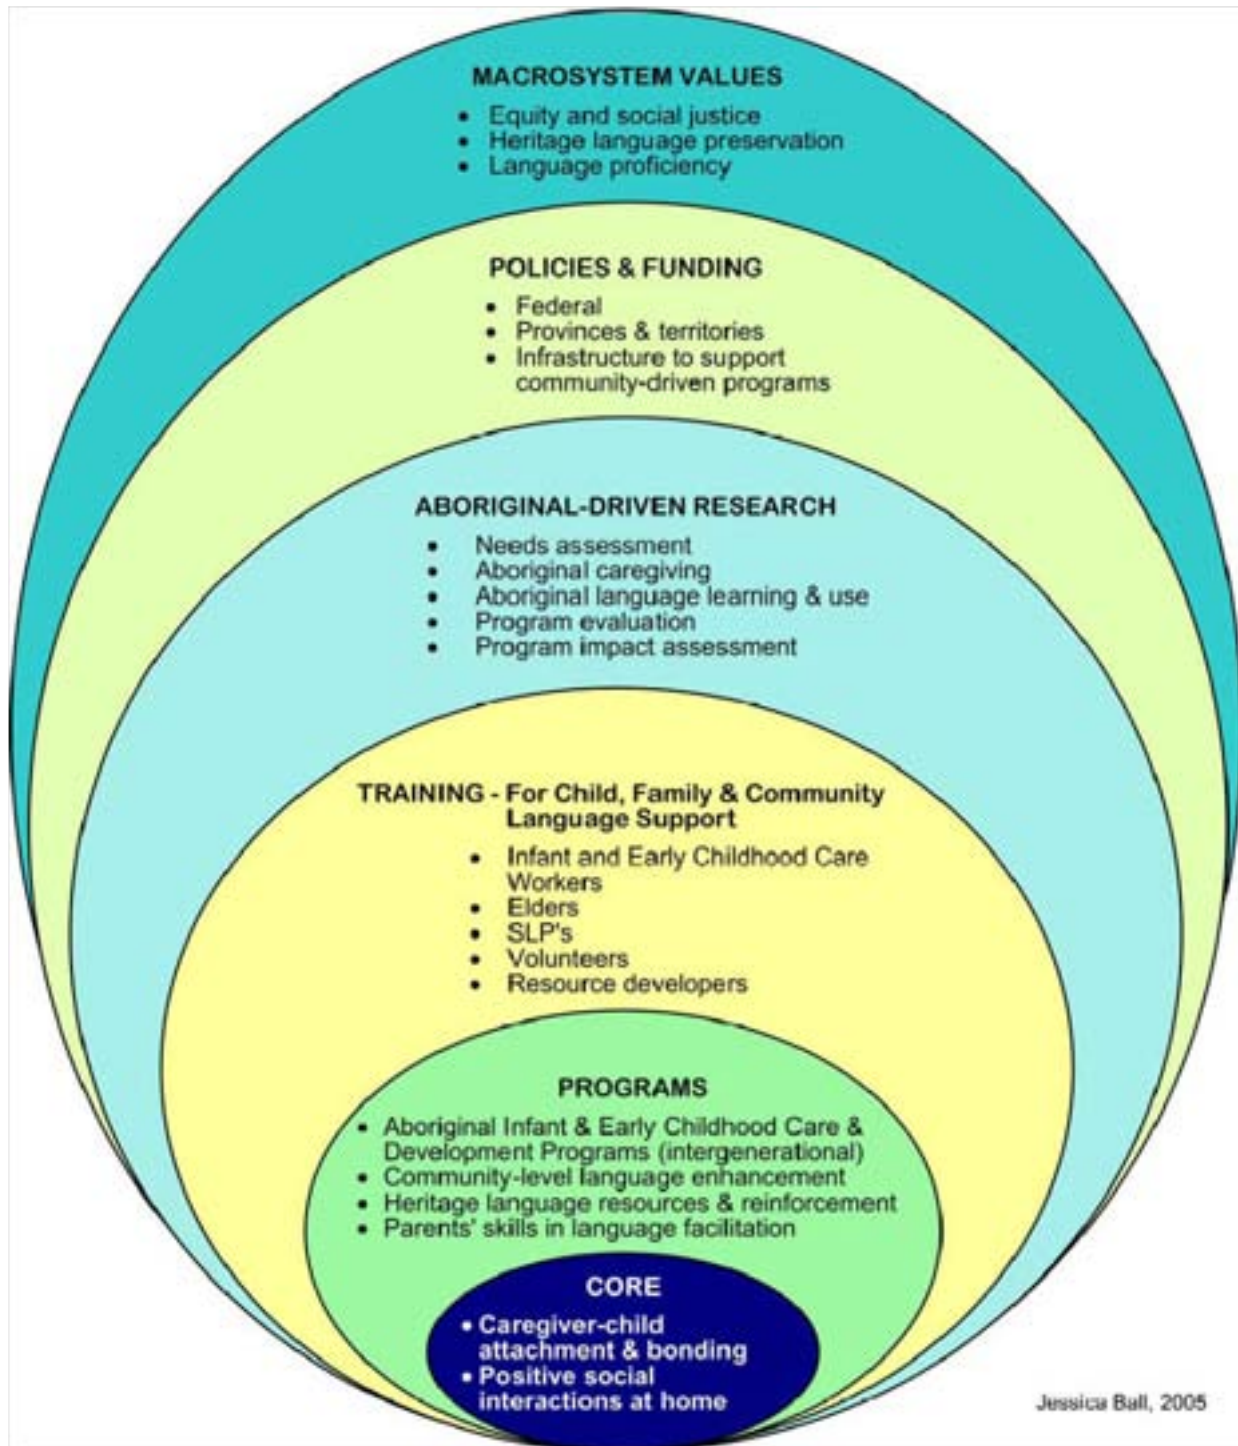 MACROSYSTEM VALUES
• Equity and social justice
• Heritage language preservation
• Language proficiency
POLICIES & FUNDING
• Federal
• Provinces & territories
• Infrastructure to support
community-driven programs
ABORIGINAL-DRIVEN RESEARCH
• Needs assessment
• Aboriginal caregiving
• Aboriginal language learning & use
• Program evaluation
• Program impact assessment
TRAINING - For Child, Family & Community
Language Support
• Infant and Early Childhood Care
Workers
• Elders
• SLP's
• Volunteers
• Resource developers
PROGRAMS
• Aboriginal Infant & Early Childhood Care &
Development Programs (intergenerational)
• Community-level language enhancement
• Heritage language resources & reinforcement
• Parents' skills in language facilitation
CORE
• Caregiver-child
attachment & bonding
• Positive social
interactions at home
Jessica Ball, 2005